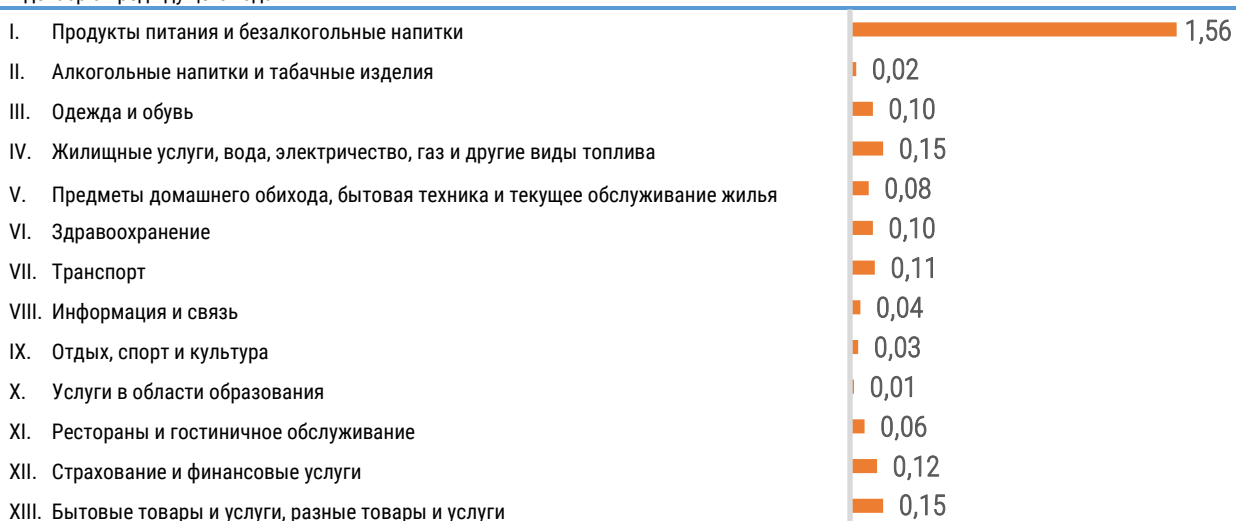 I. Продукты питания и безалкогольные напитки 1,56
II. Алкогольные напитки и табачные изделия 0,02
III. Одежда и обувь 0,10
IV. Жилищные услуги, вода, электричество, газ и другие виды топлива 0,15
V. Предметы домашнего обихода, бытовая техника и текущее обслуживание жилья 0,08
VI. Здравоохранение 0,10
VII. Транспорт 0,11
VIII. Информация и связь 0,04
IX. Отдых, спорт и культура 0,03
X. Услуги в области образования 0,01
XI. Рестораны и гостиничное обслуживание 0,06
XII. Страхование и финансовые услуги 0,12
XIII. Бытовые товары и услуги, разные товары и услуги 0,15